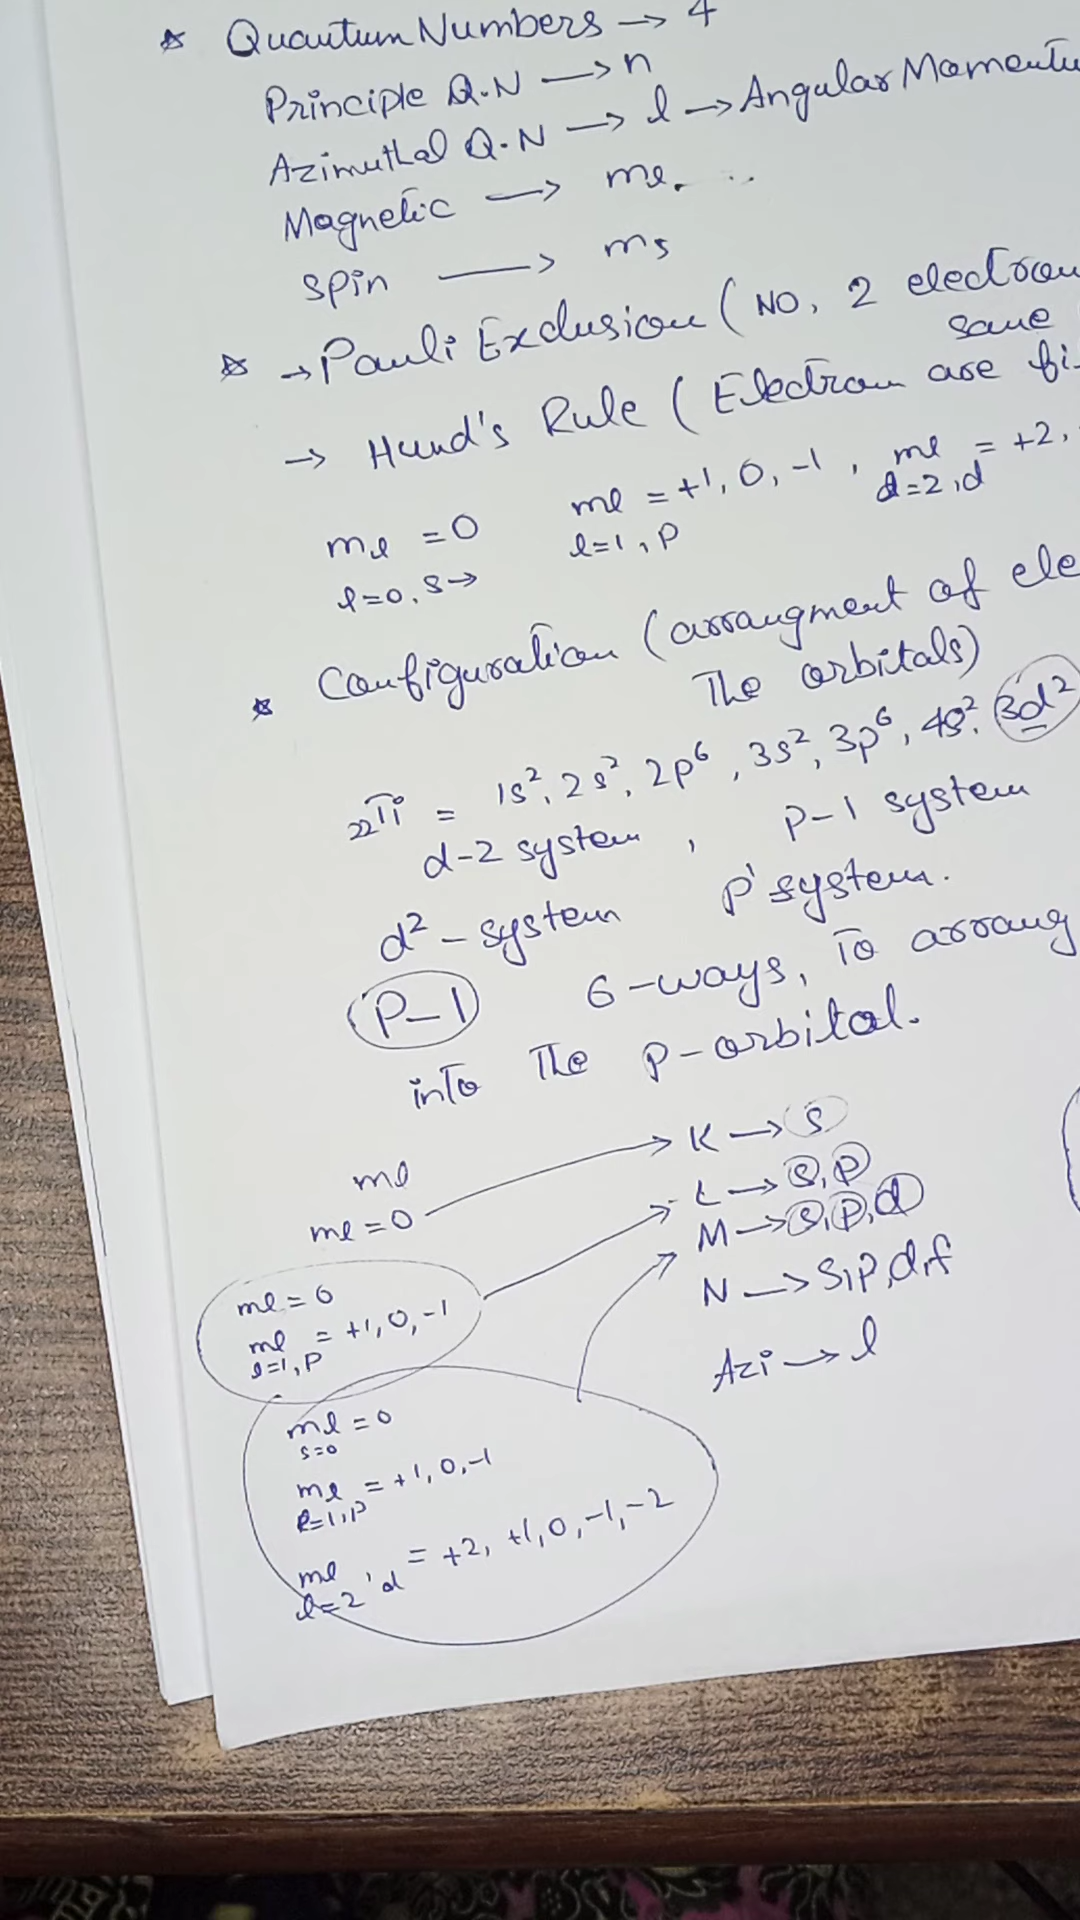 Quantum Numbers → 4
Principle Q.N → n
Azimuthal Q.N → l → Angular Momentu
Magnetic → ml.
spin → ms
→ Pauli Exclusion (NO, 2 electron
same
→ Hund's Rule (Electron are fi
ml = 0 ml = +1, 0, -1, ml = +2,
l=0, s→ l=1, P d=2, d
Configuration (arrangment of ele
The orbitals)
22Ti = 1s², 2s², 2p⁶, 3s², 3p⁶, 4s², 3d²
d-2 system, P-1 system
d²-system P¹ system.
P-1 6-ways, To arrang
into The P-orbital.
ml K → s
ml = 0 L → s, p
M → s, p, d
ml = 0 N → s, p, d, f
ml = +1, 0, -1
l=1, P Azi → l
ml = 0
s=0
ml = +1, 0, -1
l=1, P
ml = +2, +1, 0, -1, -2
l=2, d